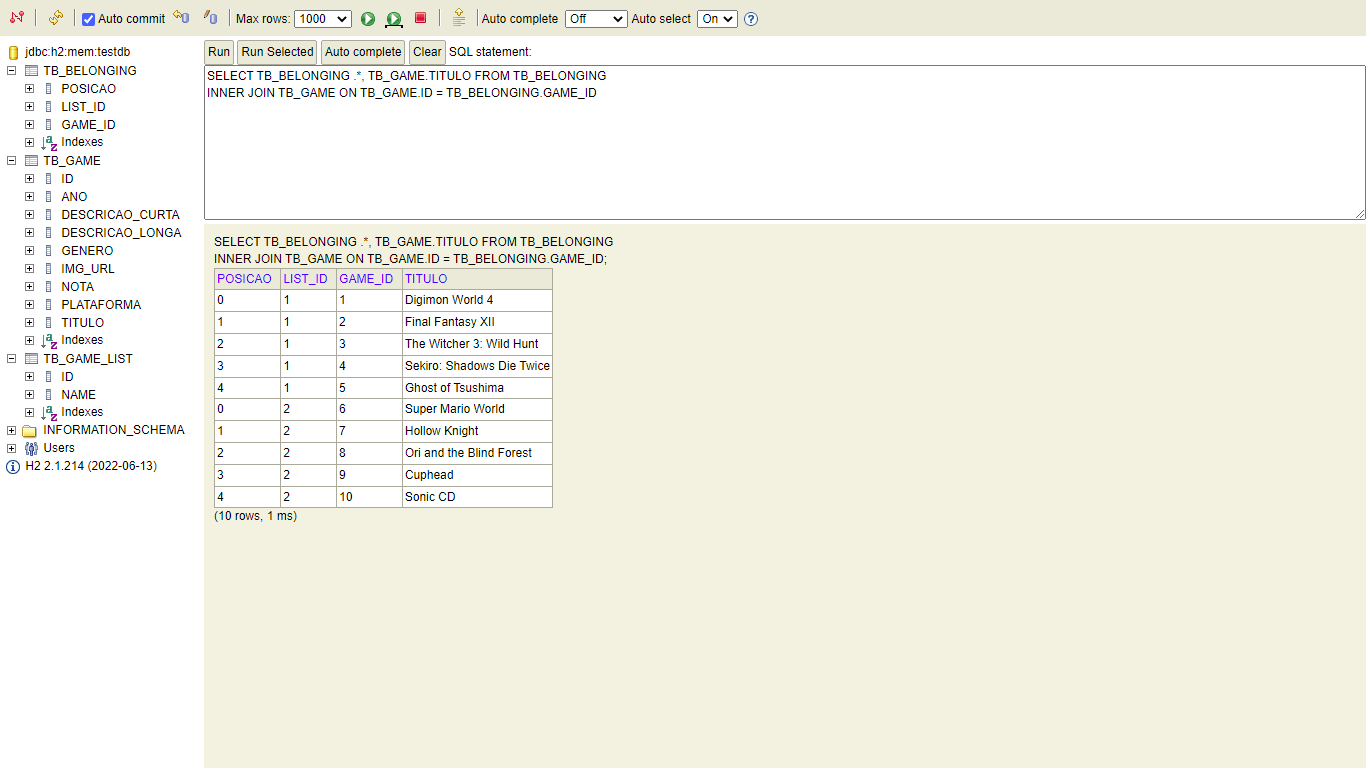 Auto commit Max rows: 1000 Auto complete Off Auto select On ?
jdbc:h2:mem:testdb
TB_BELONGING
POSICAO
LIST_ID
GAME_ID
Indexes
TB_GAME
ID
ANO
DESCRICAO_CURTA
DESCRICAO_LONGA
GENERO
IMG_URL
NOTA
PLATAFORMA
TITULO
Indexes
TB_GAME_LIST
ID
NAME
Indexes
INFORMATION_SCHEMA
Users
H2 2.1.214 (2022-06-13)
Run Run Selected Auto complete Clear SQL statement:
SELECT TB_BELONGING .*, TB_GAME.TITULO FROM TB_BELONGING
INNER JOIN TB_GAME ON TB_GAME.ID = TB_BELONGING.GAME_ID
SELECT TB_BELONGING .*, TB_GAME.TITULO FROM TB_BELONGING
INNER JOIN TB_GAME ON TB_GAME.ID = TB_BELONGING.GAME_ID;
POSICAO LIST_ID GAME_ID TITULO
0 1 1 Digimon World 4
1 1 2 Final Fantasy XII
2 1 3 The Witcher 3: Wild Hunt
3 1 4 Sekiro: Shadows Die Twice
4 1 5 Ghost of Tsushima
0 2 6 Super Mario World
1 2 7 Hollow Knight
2 2 8 Ori and the Blind Forest
3 2 9 Cuphead
4 2 10 Sonic CD
(10 rows, 1 ms)